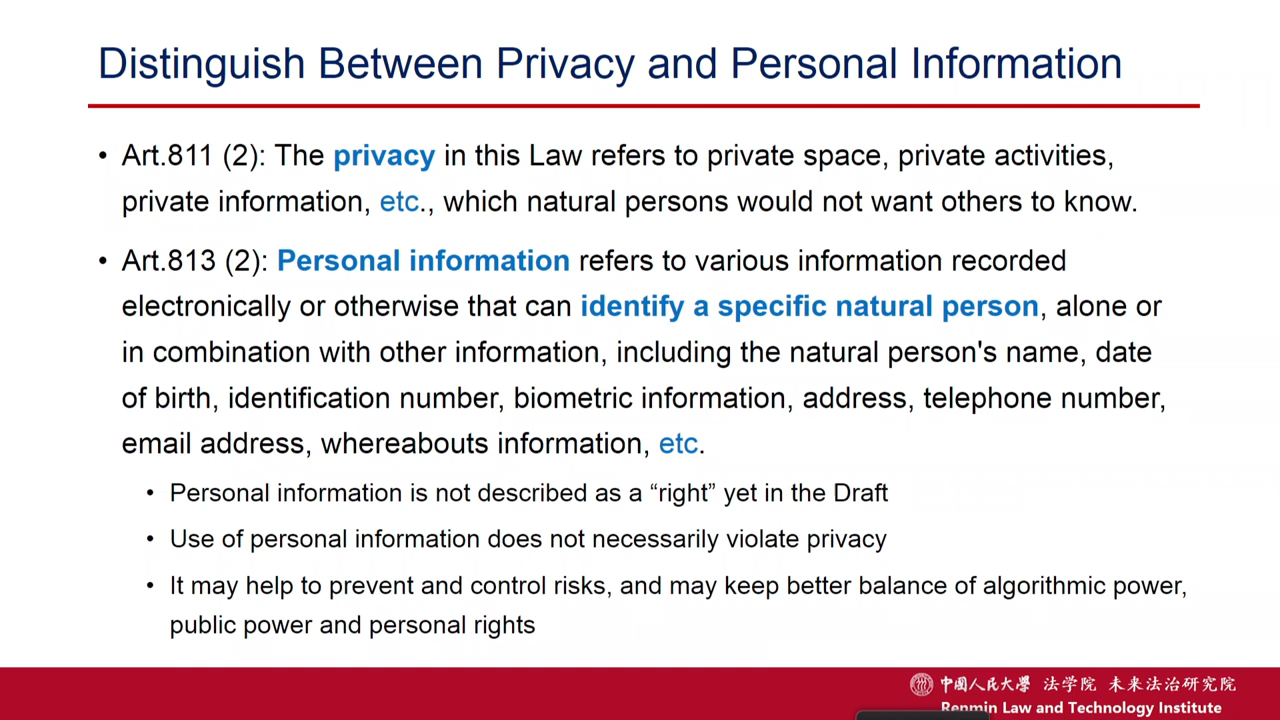 Distinguish Between Privacy and Personal Information
• Art.811 (2): The privacy in this Law refers to private space, private activities,
private information, etc., which natural persons would not want others to know.
• Art.813 (2): Personal information refers to various information recorded
electronically or otherwise that can identify a specific natural person, alone or
in combination with other information, including the natural person's name, date
of birth, identification number, biometric information, address, telephone number,
email address, whereabouts information, etc.
• Personal information is not described as a “right” yet in the Draft
• Use of personal information does not necessarily violate privacy
• It may help to prevent and control risks, and may keep better balance of algorithmic power,
public power and personal rights
中國人民大學 法学院 未来法治研究院
Renmin Law and Technology Institute